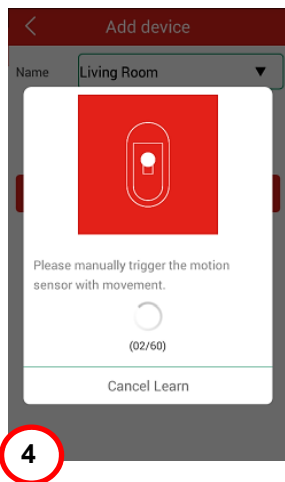 Add device
Name Living Room
Please manually trigger the motion
sensor with movement.
(02/60)
Cancel Learn
4